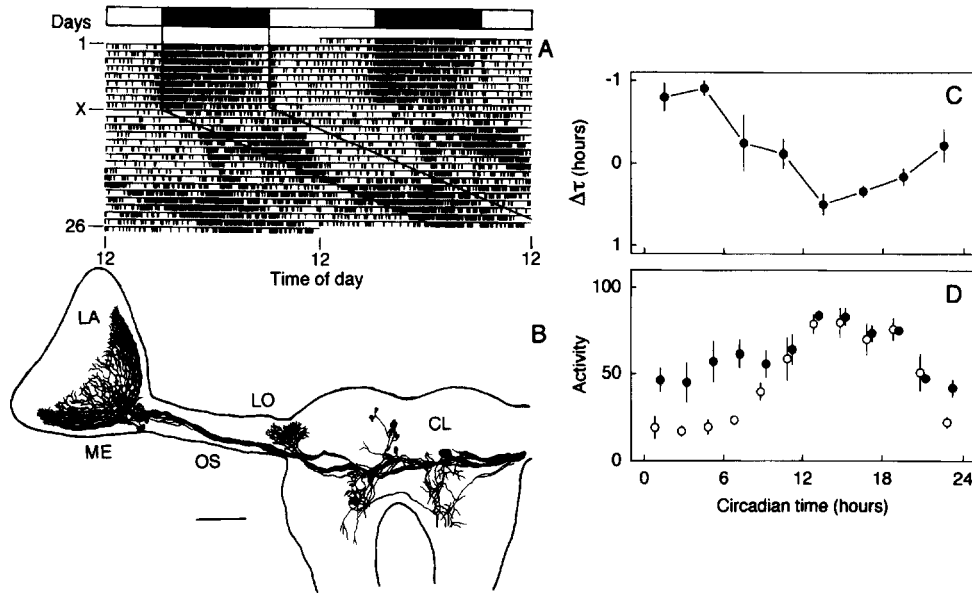 Days
A
1
X
26
12
12
12
Time of day
B
LA
ME
OS
LO
CL
C
-1
0
1
Δτ (hours)
D
100
50
0
Activity
0
6
12
18
24
Circadian time (hours)